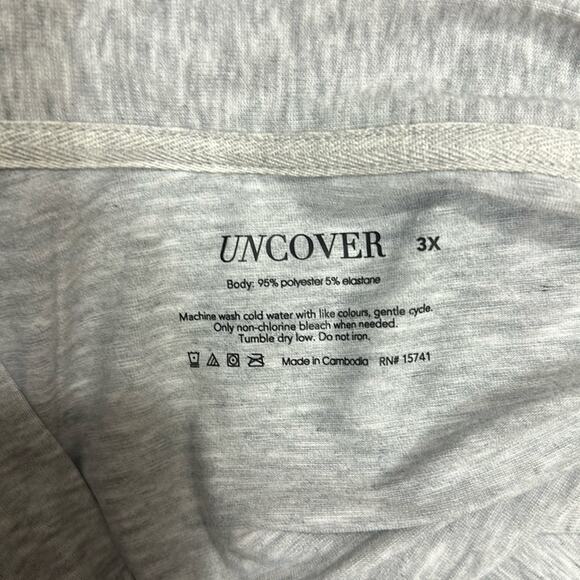 UNCOVER 3X
Body: 95% polyester 5% elastane
Machine wash cold water with like colours, gentle cycle.
Only non-chlorine bleach when needed.
Tumble dry low. Do not iron.
Made in Cambodia RN# 15741